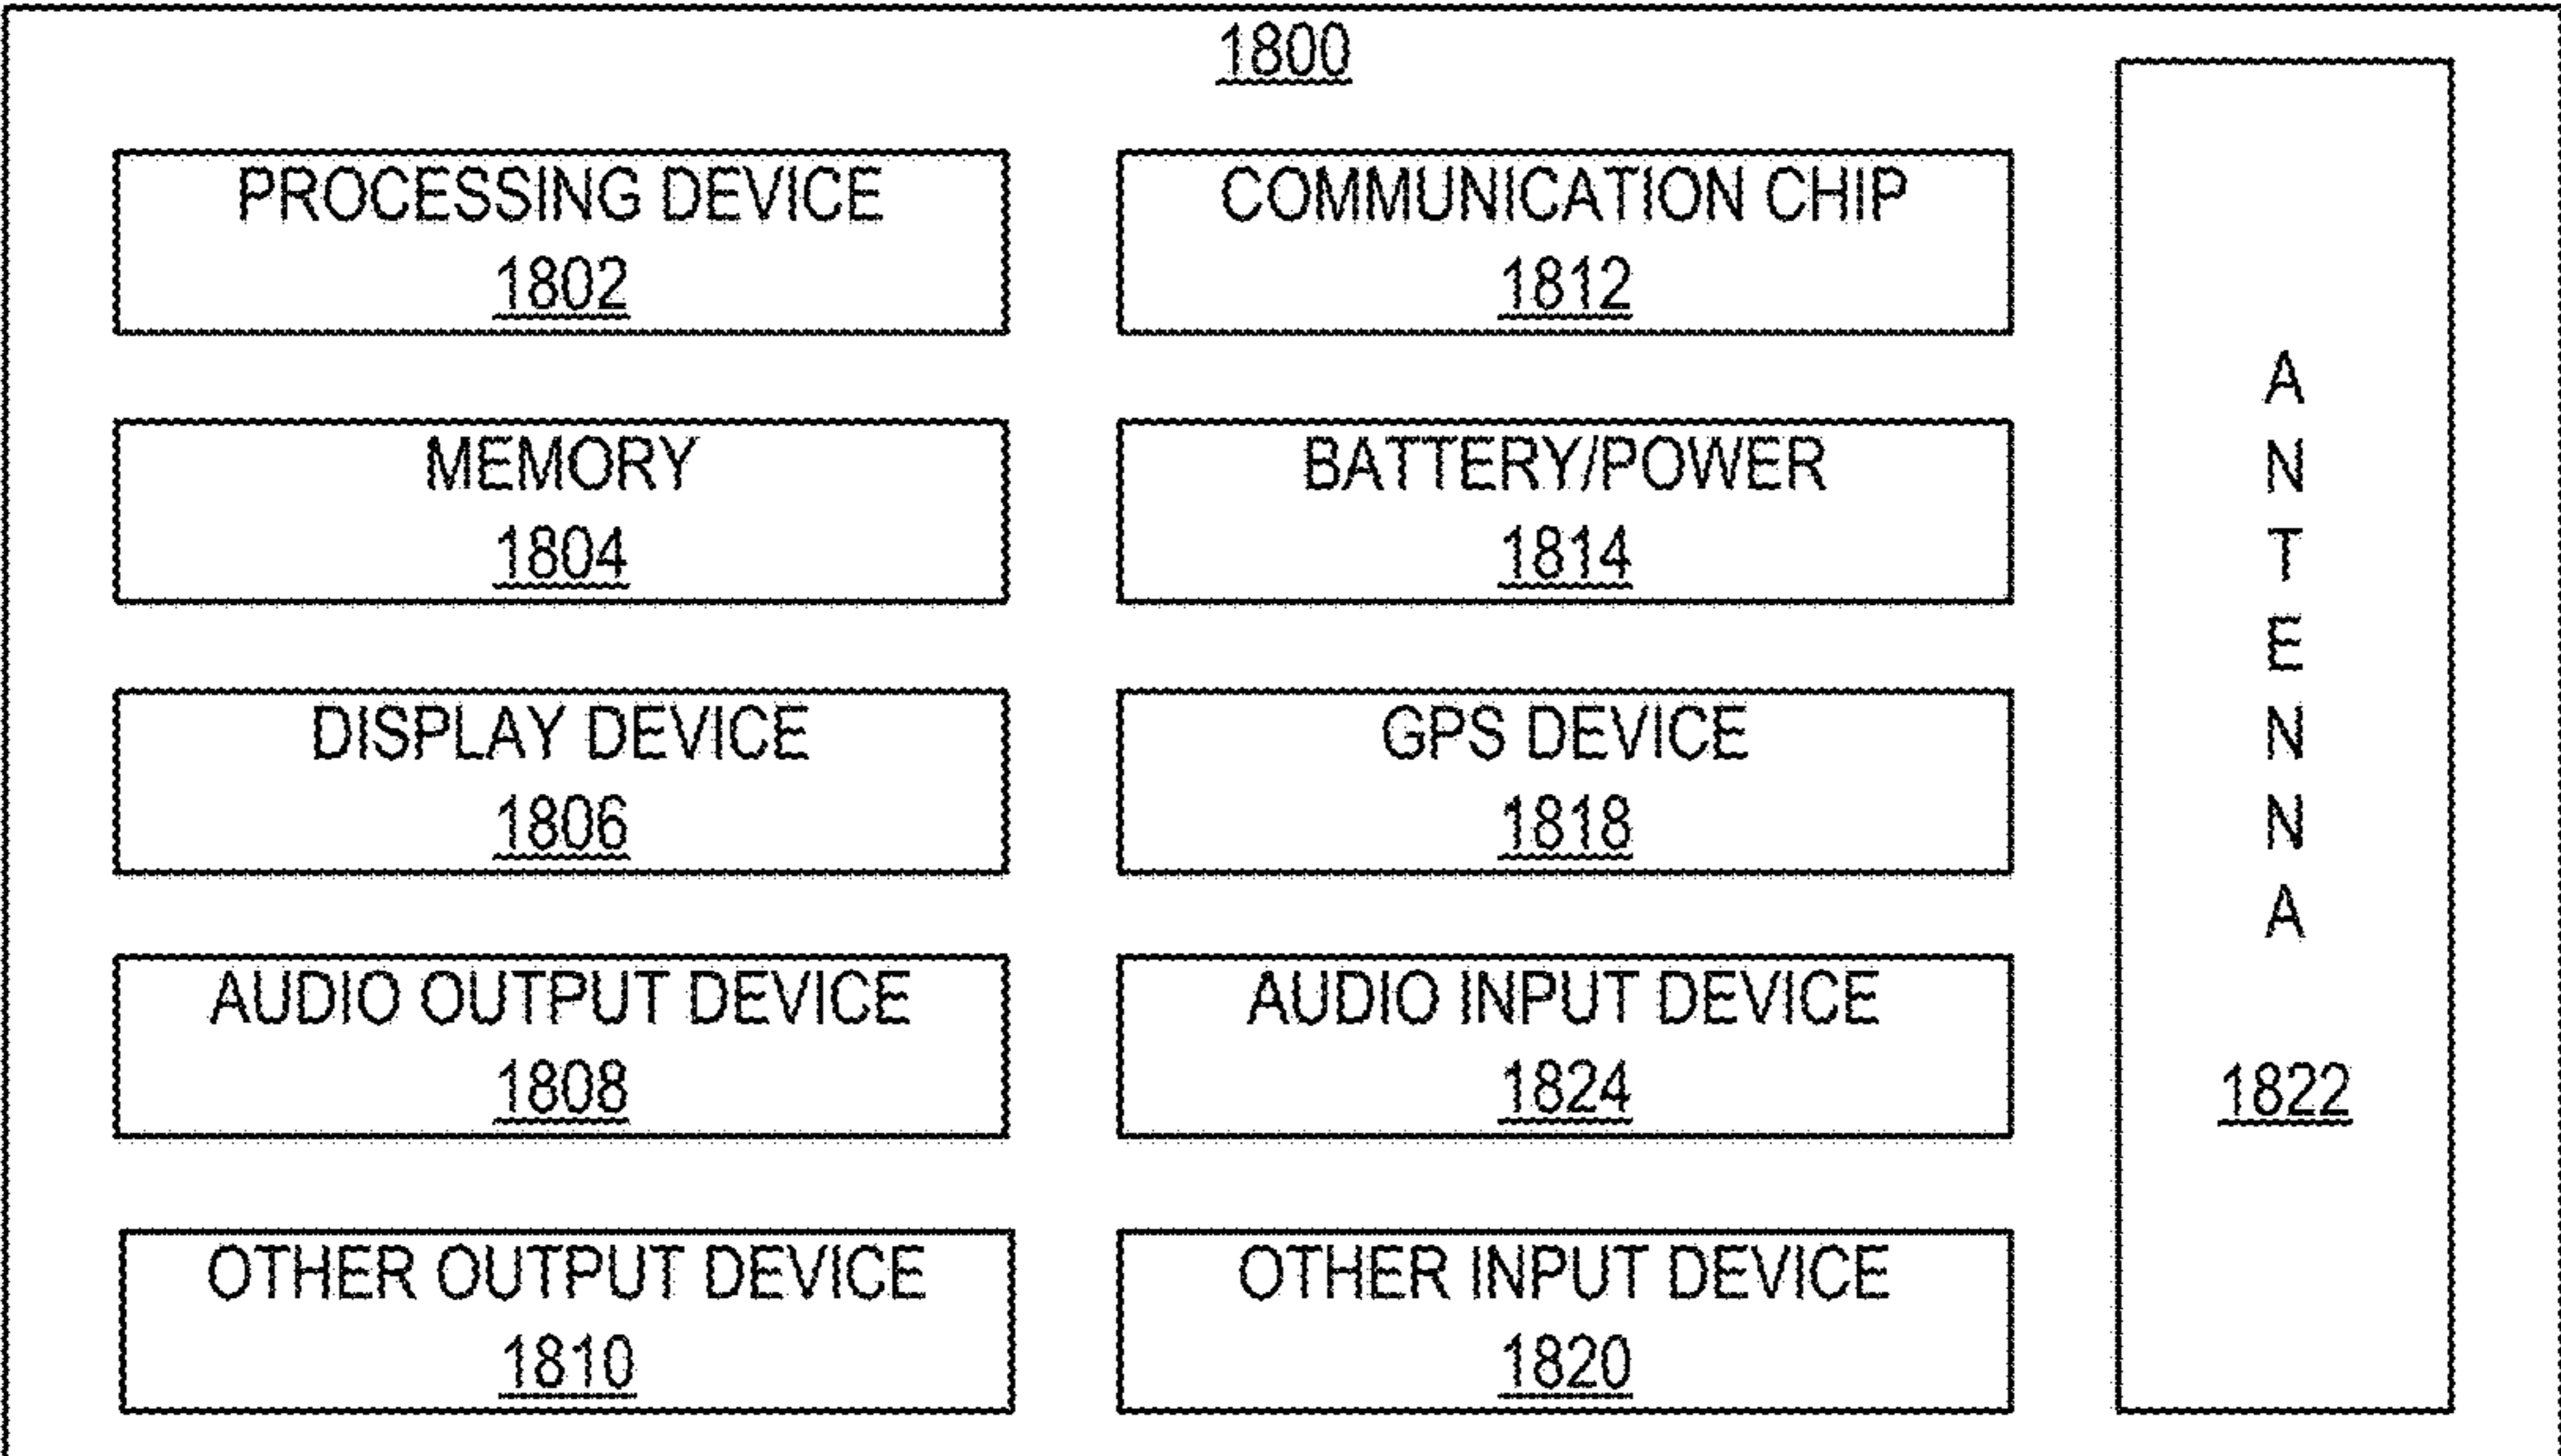 1800
PROCESSING DEVICE
1802
COMMUNICATION CHIP
1812
MEMORY
1804
BATTERY/POWER
1814
DISPLAY DEVICE
1806
GPS DEVICE
1818
AUDIO OUTPUT DEVICE
1808
AUDIO INPUT DEVICE
1824
OTHER OUTPUT DEVICE
1810
OTHER INPUT DEVICE
1820
ANTENNA
1822